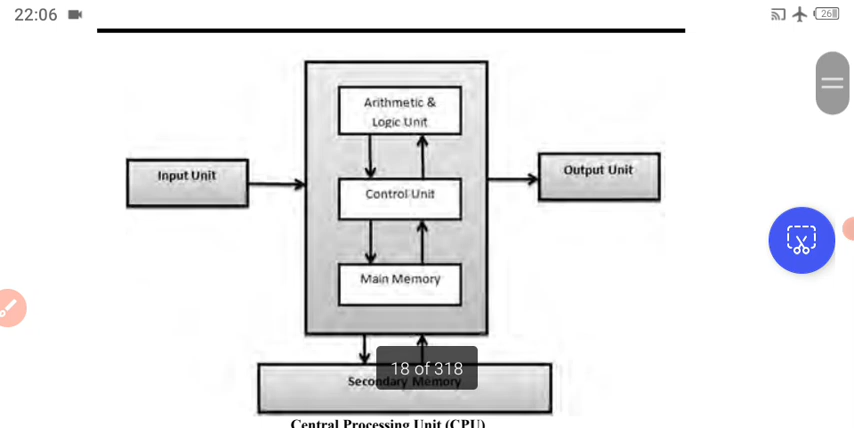 22:06
26
Arithmetic &
Logic Unit
Input Unit
Output Unit
Control Unit
Main Memory
18 of 318
Secondary Memory
Central Processing Unit (CPU)